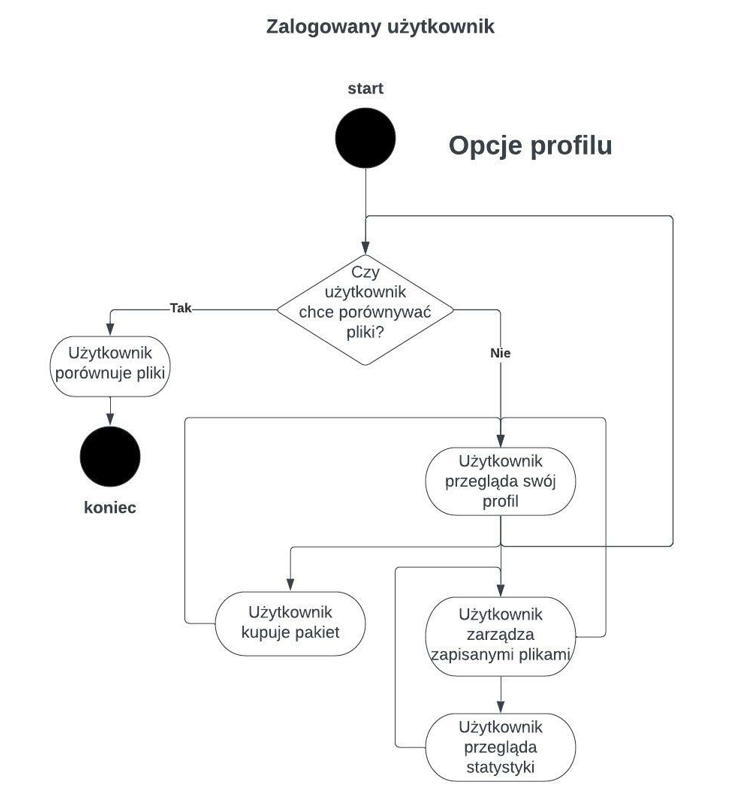 Zalogowany użytkownik
start
Opcje profilu
Czy
użytkownik
chce porównywać
pliki?
Tak
Nie
Użytkownik
porównuje pliki
koniec
Użytkownik
przegląda swój
profil
Użytkownik
kupuje pakiet
Użytkownik
zarządza
zapisanymi plikami
Użytkownik
przegląda
statystyki